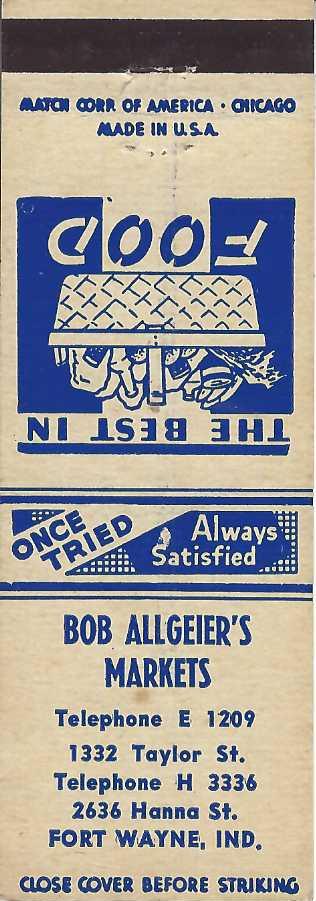 MATCH CORP. OF AMERICA · CHICAGO
MADE IN U.S.A.
THE BEST IN
FOOD
ONCE
TRIED
Always
Satisfied
BOB ALLGEIER'S
MARKETS
Telephone E 1209
1332 Taylor St.
Telephone H 3336
2636 Hanna St.
FORT WAYNE, IND.
CLOSE COVER BEFORE STRIKING